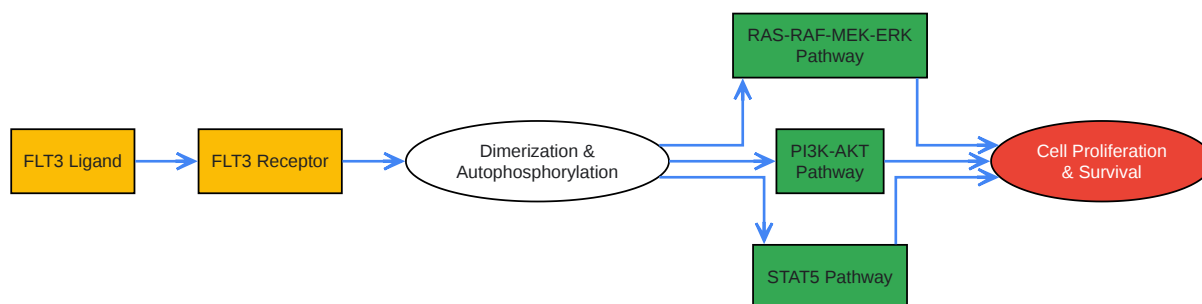 FLT3 Ligand
FLT3 Receptor
Dimerization &
Autophosphorylation
RAS-RAF-MEK-ERK
Pathway
PI3K-AKT
Pathway
STAT5 Pathway
Cell Proliferation
& Survival